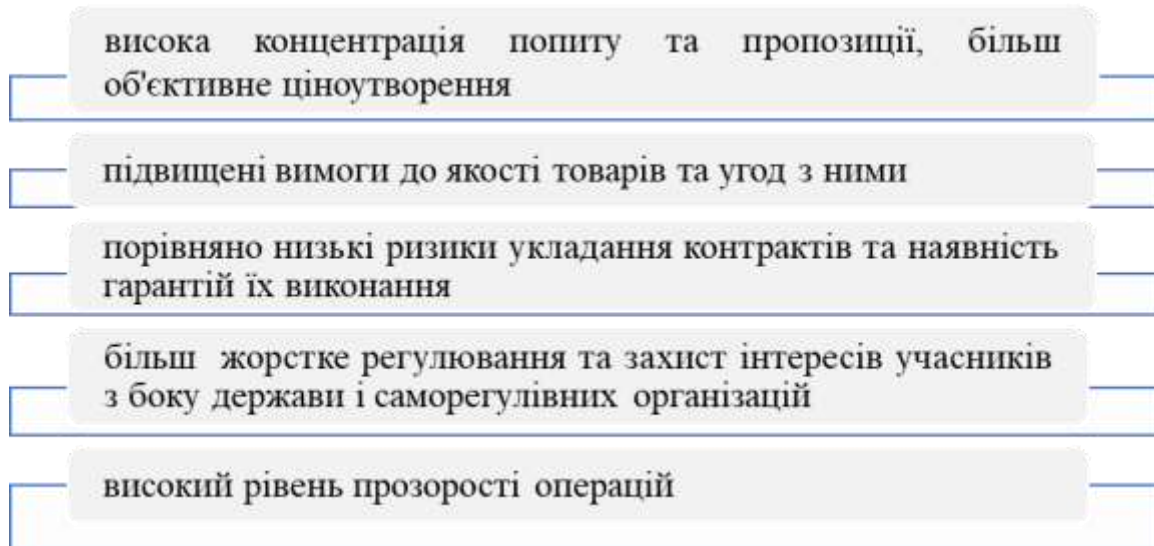 висока концентрація попиту та пропозиції, більш
об'єктивне ціноутворення
підвищені вимоги до якості товарів та угод з ними
порівняно низькі ризики укладання контрактів та наявність
гарантій їх виконання
більш жорстке регулювання та захист інтересів учасників
з боку держави і саморегулівних організацій
високий рівень прозорості операцій